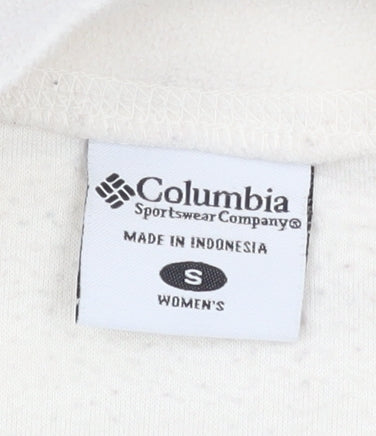 Columbia
Sportswear Company®
MADE IN INDONESIA
S
WOMEN'S